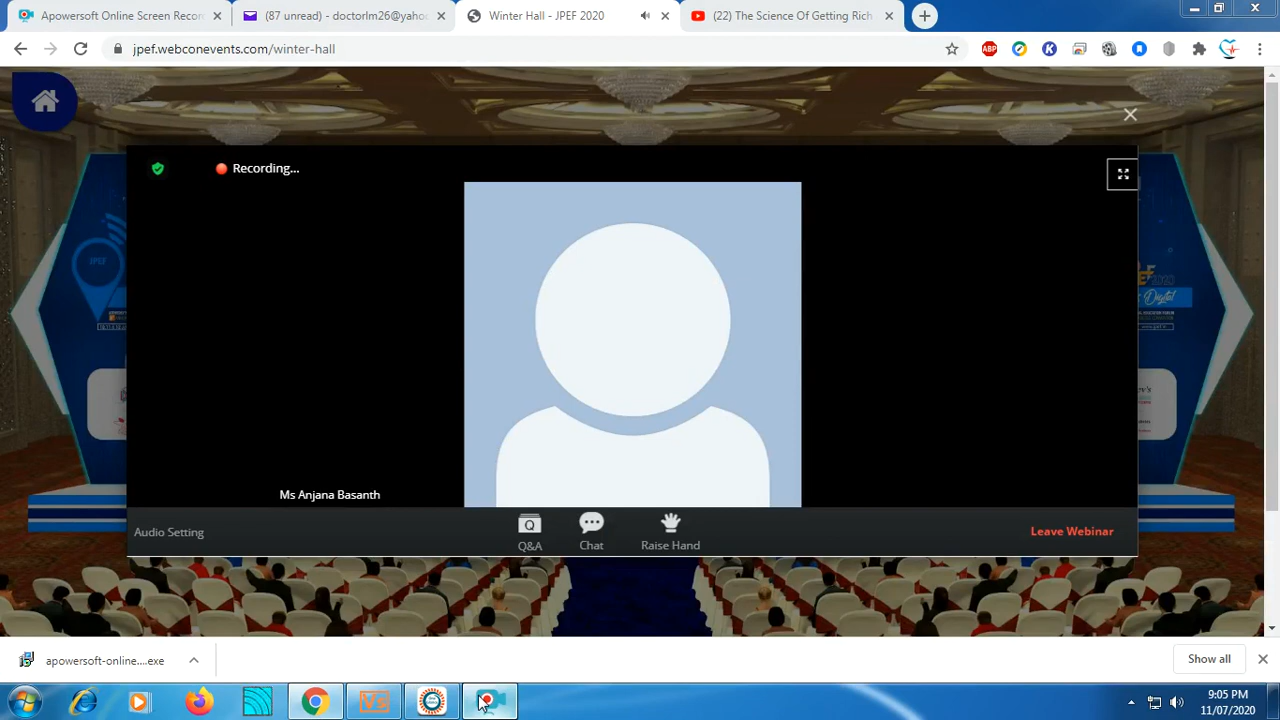 Apowersoft Online Screen Recor
(87 unread) - doctorlm26@yaho
Winter Hall - JPEF 2020
(22) The Science Of Getting Rich
jpef.webconevents.com/winter-hall
ABP
Recording...
Ms Anjana Basanth
Audio Setting
Q&A
Chat
Raise Hand
Leave Webinar
apowersoft-online....exe
Show all
9:05 PM
11/07/2020